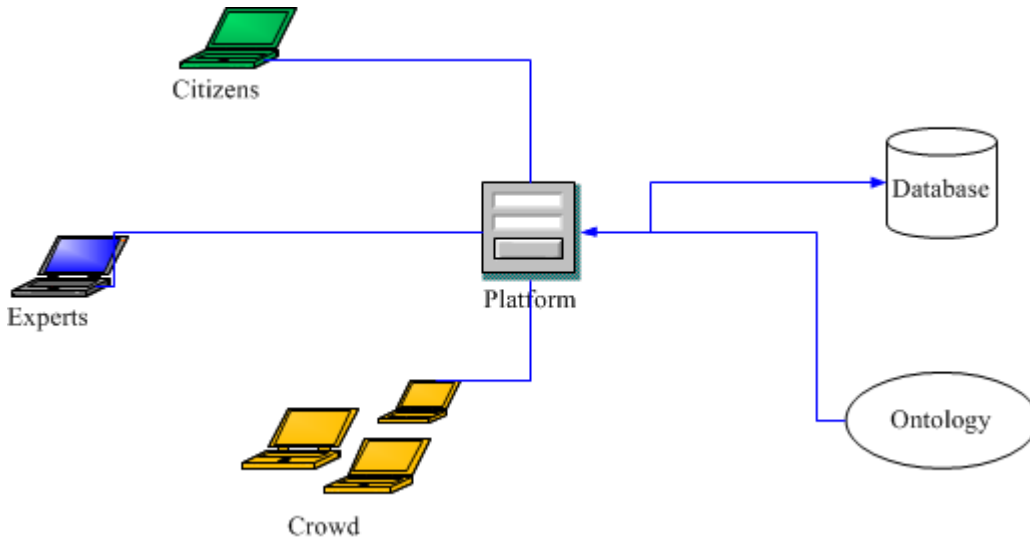 Citizens
Database
Platform
Experts
Ontology
Crowd